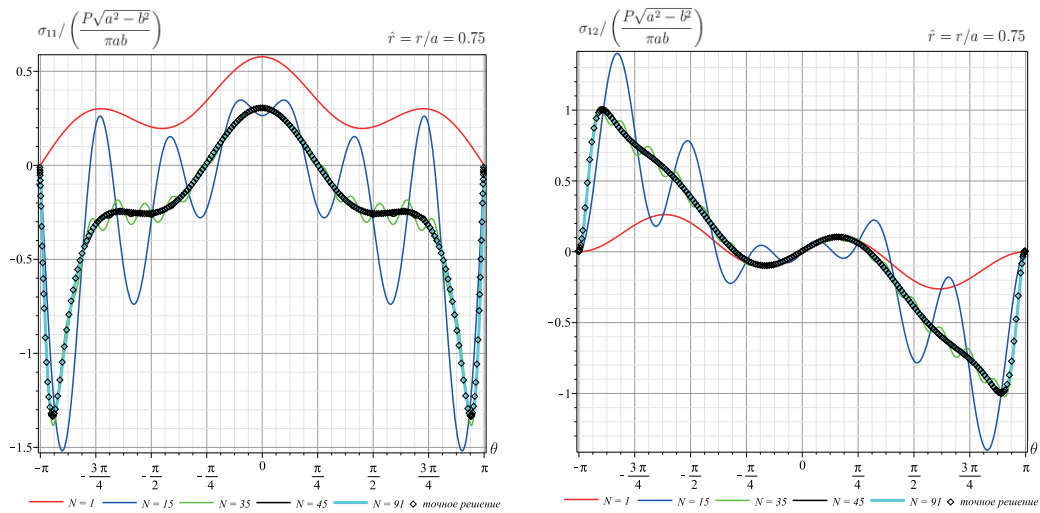 σ₁₁/(P√(a² − b²)/πab)
r̂ = r/a = 0.75
0.5
0
−0.5
−1
−1.5
θ
−π
−3π/4
−π/2
−π/4
0
π/4
π/2
3π/4
π
N = 1 N = 15 N = 35 N = 45 N = 91 точное решение
σ₁₂/(P√(a² − b²)/πab)
r̂ = r/a = 0.75
1
0.5
0
−0.5
−1
θ
−π
−3π/4
−π/2
−π/4
0
π/4
π/2
3π/4
π
N = 1 N = 15 N = 35 N = 45 N = 91 точное решение